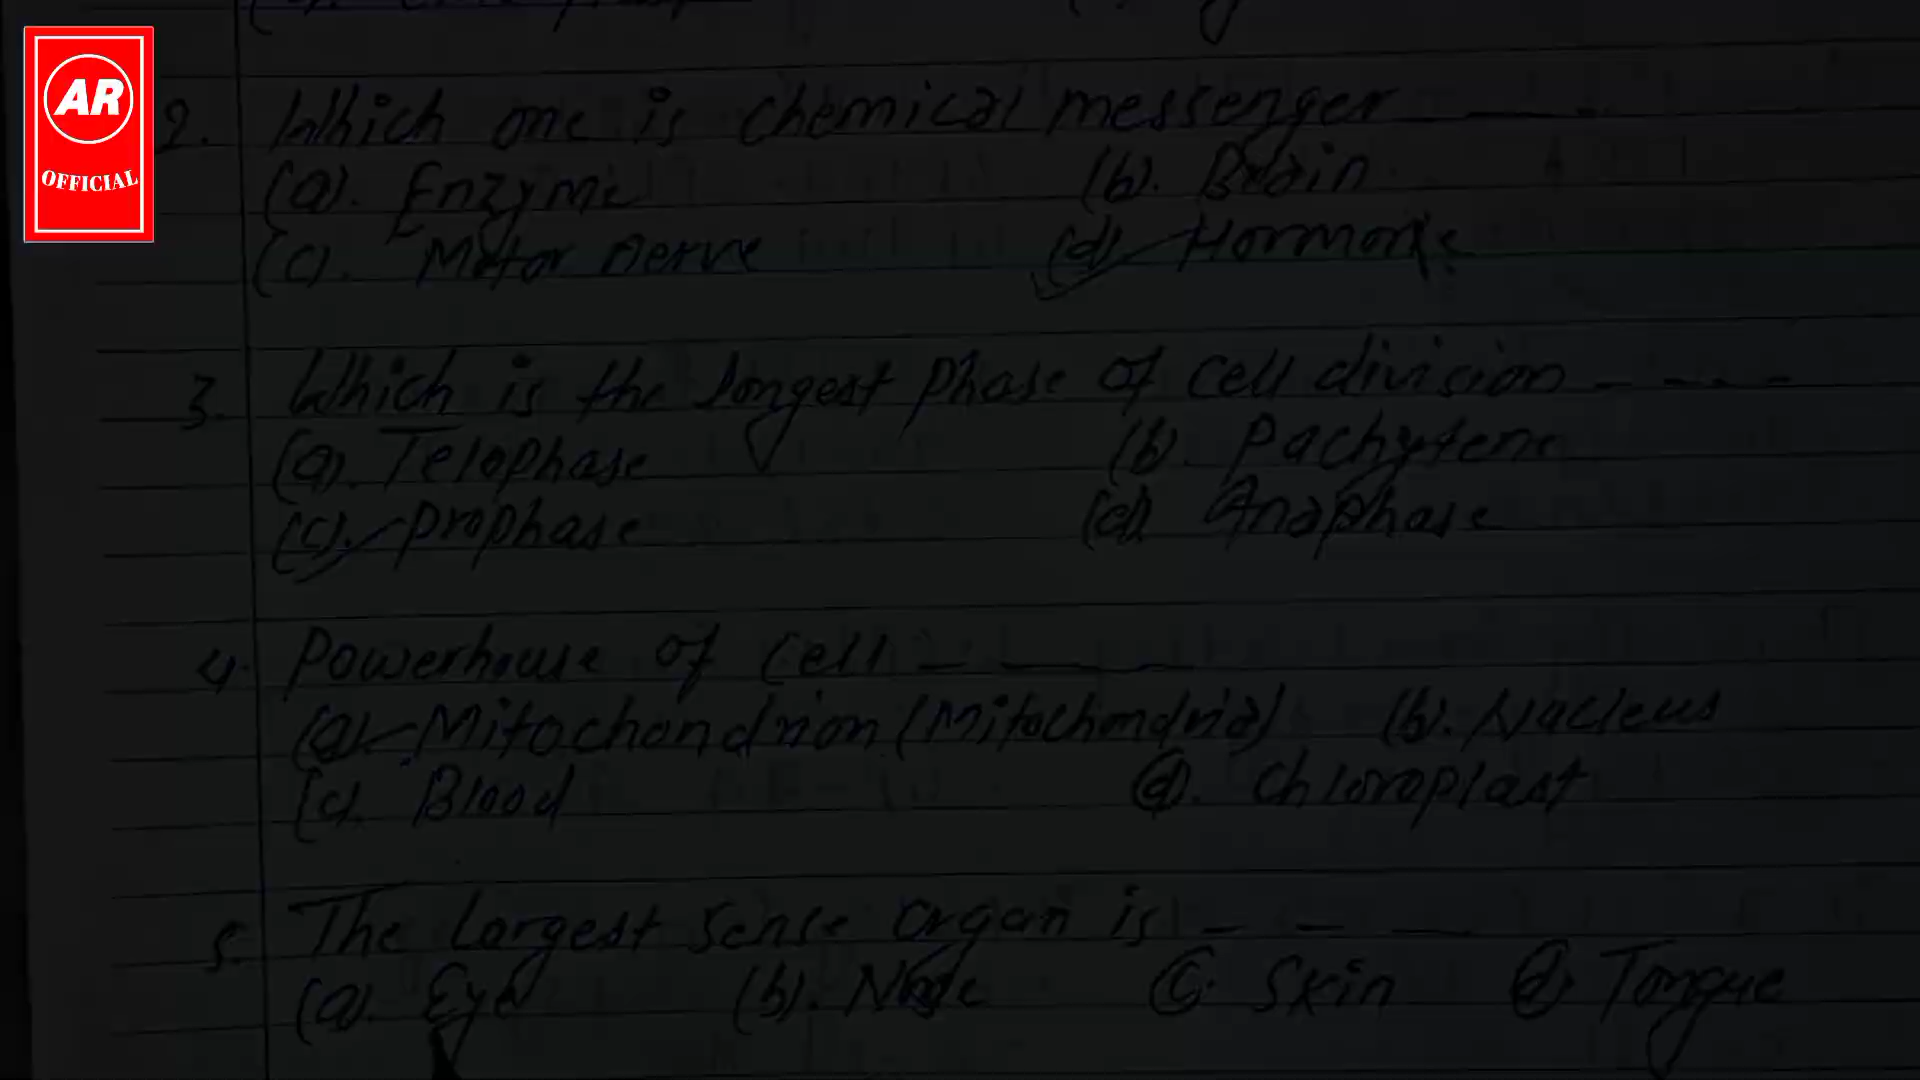 AR
OFFICIAL
2. Which one is chemical messenger ----.
(a). Enzyme (b). Brain
(c). Motor nerve (d) Hormone
3. Which is the longest phase of cell division ----
(a). Telophase (b). Pachytene
(c). Prophase (d). Anaphase
4. Powerhouse of Cell ----
(a). Mitochondrion (Mitochondria) (b). Nucleus
(c). Blood (d). Chloroplast
5. The largest sense organ is ----
(a). Eye (b). Nose (c). Skin (d) Tongue